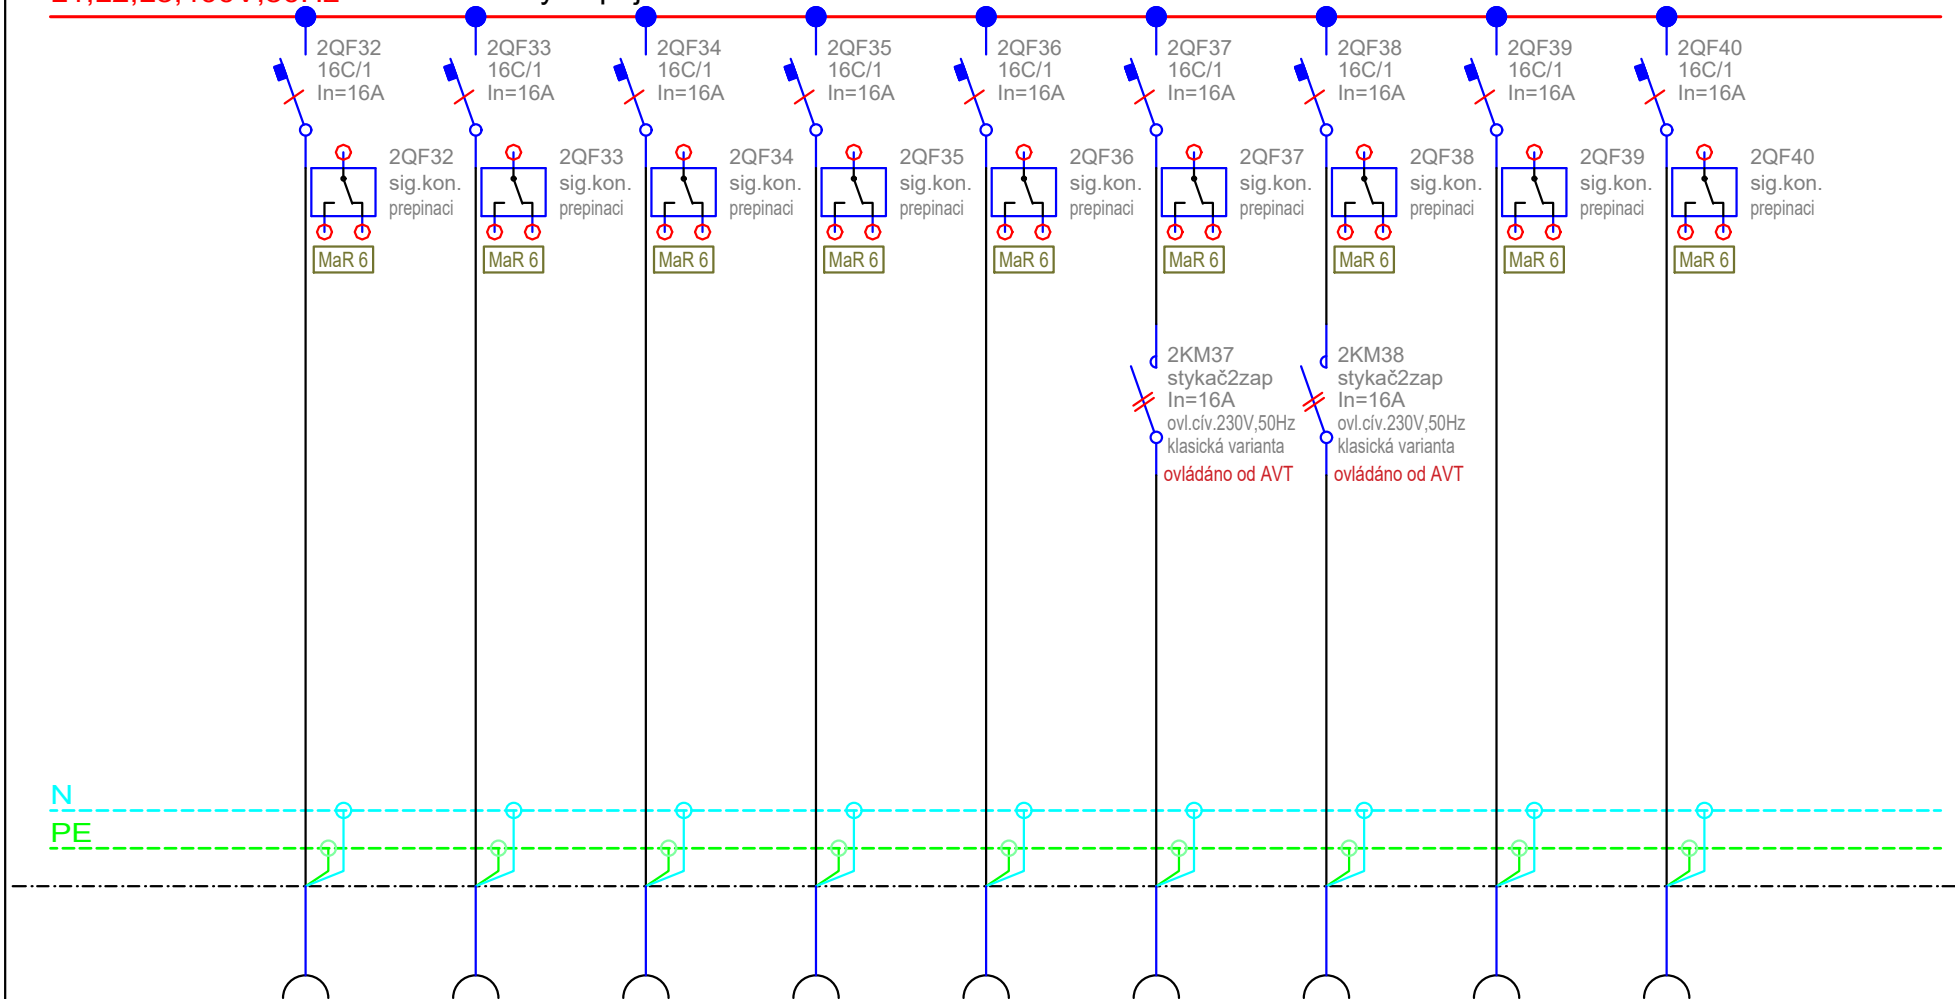 2QF32
16C/1
In=16A
2QF33
16C/1
In=16A
2QF34
16C/1
In=16A
2QF35
16C/1
In=16A
2QF36
16C/1
In=16A
2QF37
16C/1
In=16A
2QF38
16C/1
In=16A
2QF39
16C/1
In=16A
2QF40
16C/1
In=16A
2QF32
sig.kon.
prepinaci
MaR 6
2QF33
sig.kon.
prepinaci
MaR 6
2QF34
sig.kon.
prepinaci
MaR 6
2QF35
sig.kon.
prepinaci
MaR 6
2QF36
sig.kon.
prepinaci
MaR 6
2QF37
sig.kon.
prepinaci
MaR 6
2QF38
sig.kon.
prepinaci
MaR 6
2QF39
sig.kon.
prepinaci
MaR 6
2QF40
sig.kon.
prepinaci
MaR 6
2KM37
stykač2zap
In=16A
ovl.cív.230V,50Hz
klasická varianta
ovládáno od AVT
2KM38
stykač2zap
In=16A
ovl.cív.230V,50Hz
klasická varianta
ovládáno od AVT
N
PE